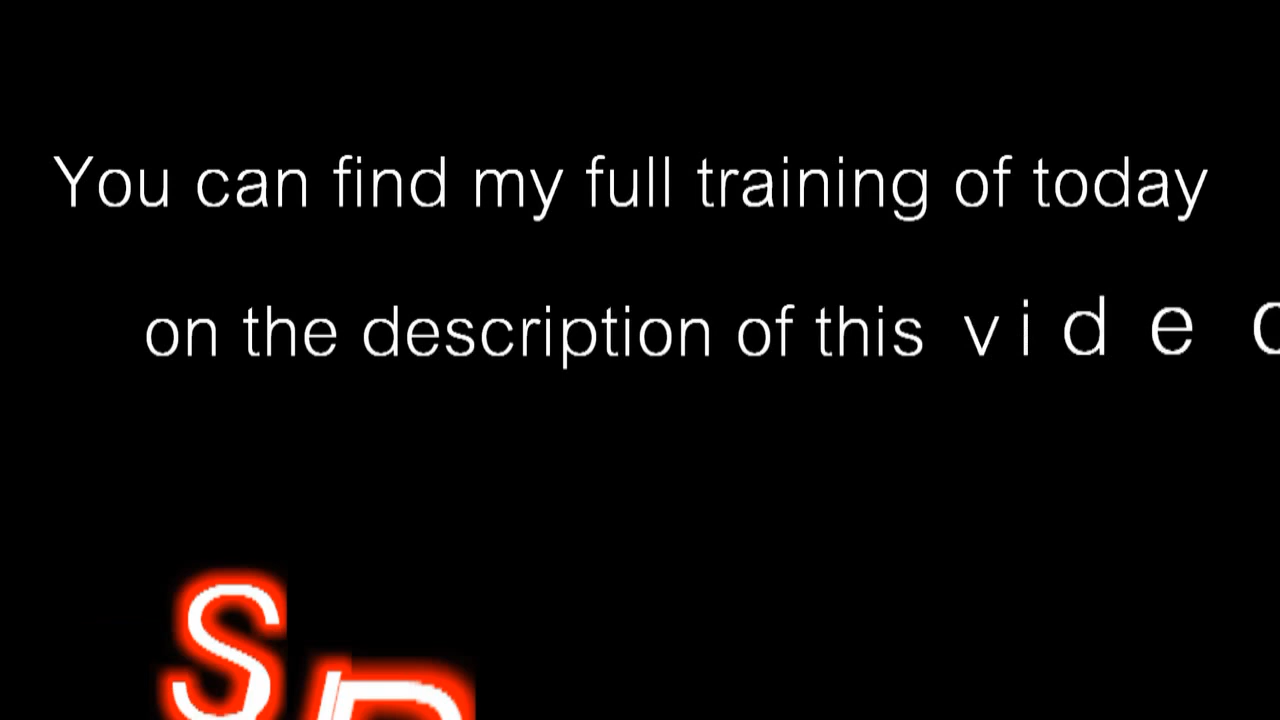 You can find my full training of today
on the description of this video
S